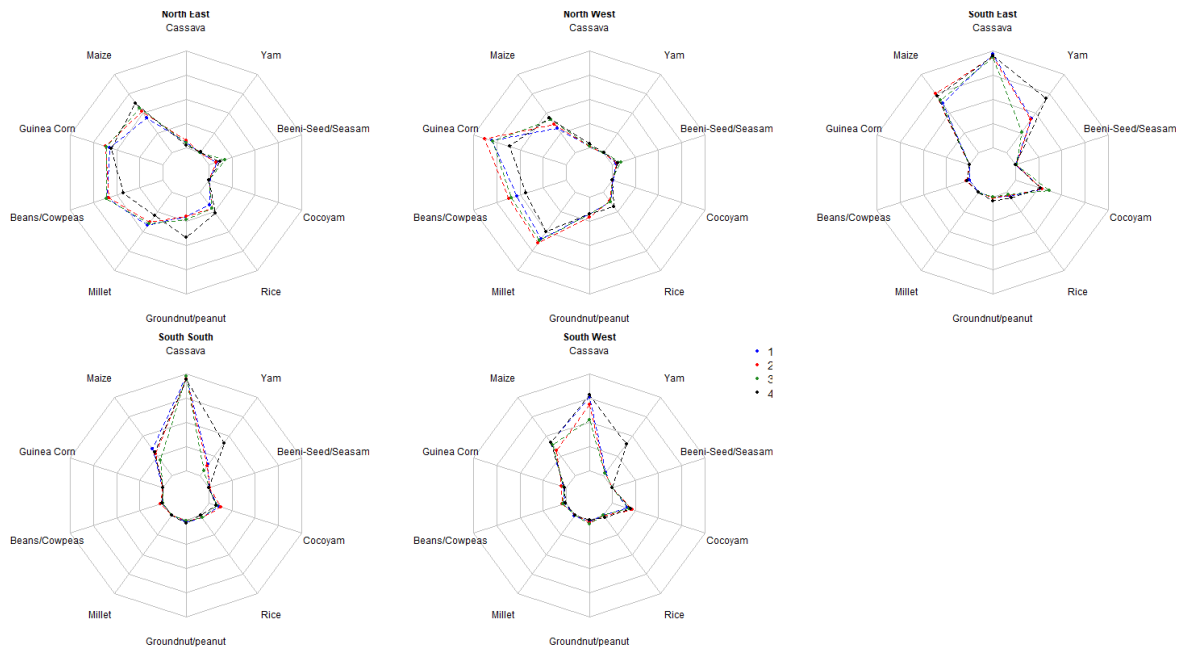 North East
Cassava
Maize
Yam
Guinea Corn
Beeni-Seed/Seasam
Beans/Cowpeas
Cocoyam
Millet
Rice
Groundnut/peanut
North West
Cassava
Maize
Yam
Guinea Corn
Beeni-Seed/Seasam
Beans/Cowpeas
Cocoyam
Millet
Rice
Groundnut/peanut
South East
Cassava
Maize
Yam
Guinea Corn
Beeni-Seed/Seasam
Beans/Cowpeas
Cocoyam
Millet
Rice
Groundnut/peanut
South South
Cassava
Maize
Yam
Guinea Corn
Beeni-Seed/Seasam
Beans/Cowpeas
Cocoyam
Millet
Rice
Groundnut/peanut
South West
Cassava
Maize
Yam
Guinea Corn
Beeni-Seed/Seasam
Beans/Cowpeas
Cocoyam
Millet
Rice
Groundnut/peanut
1
2
3
4